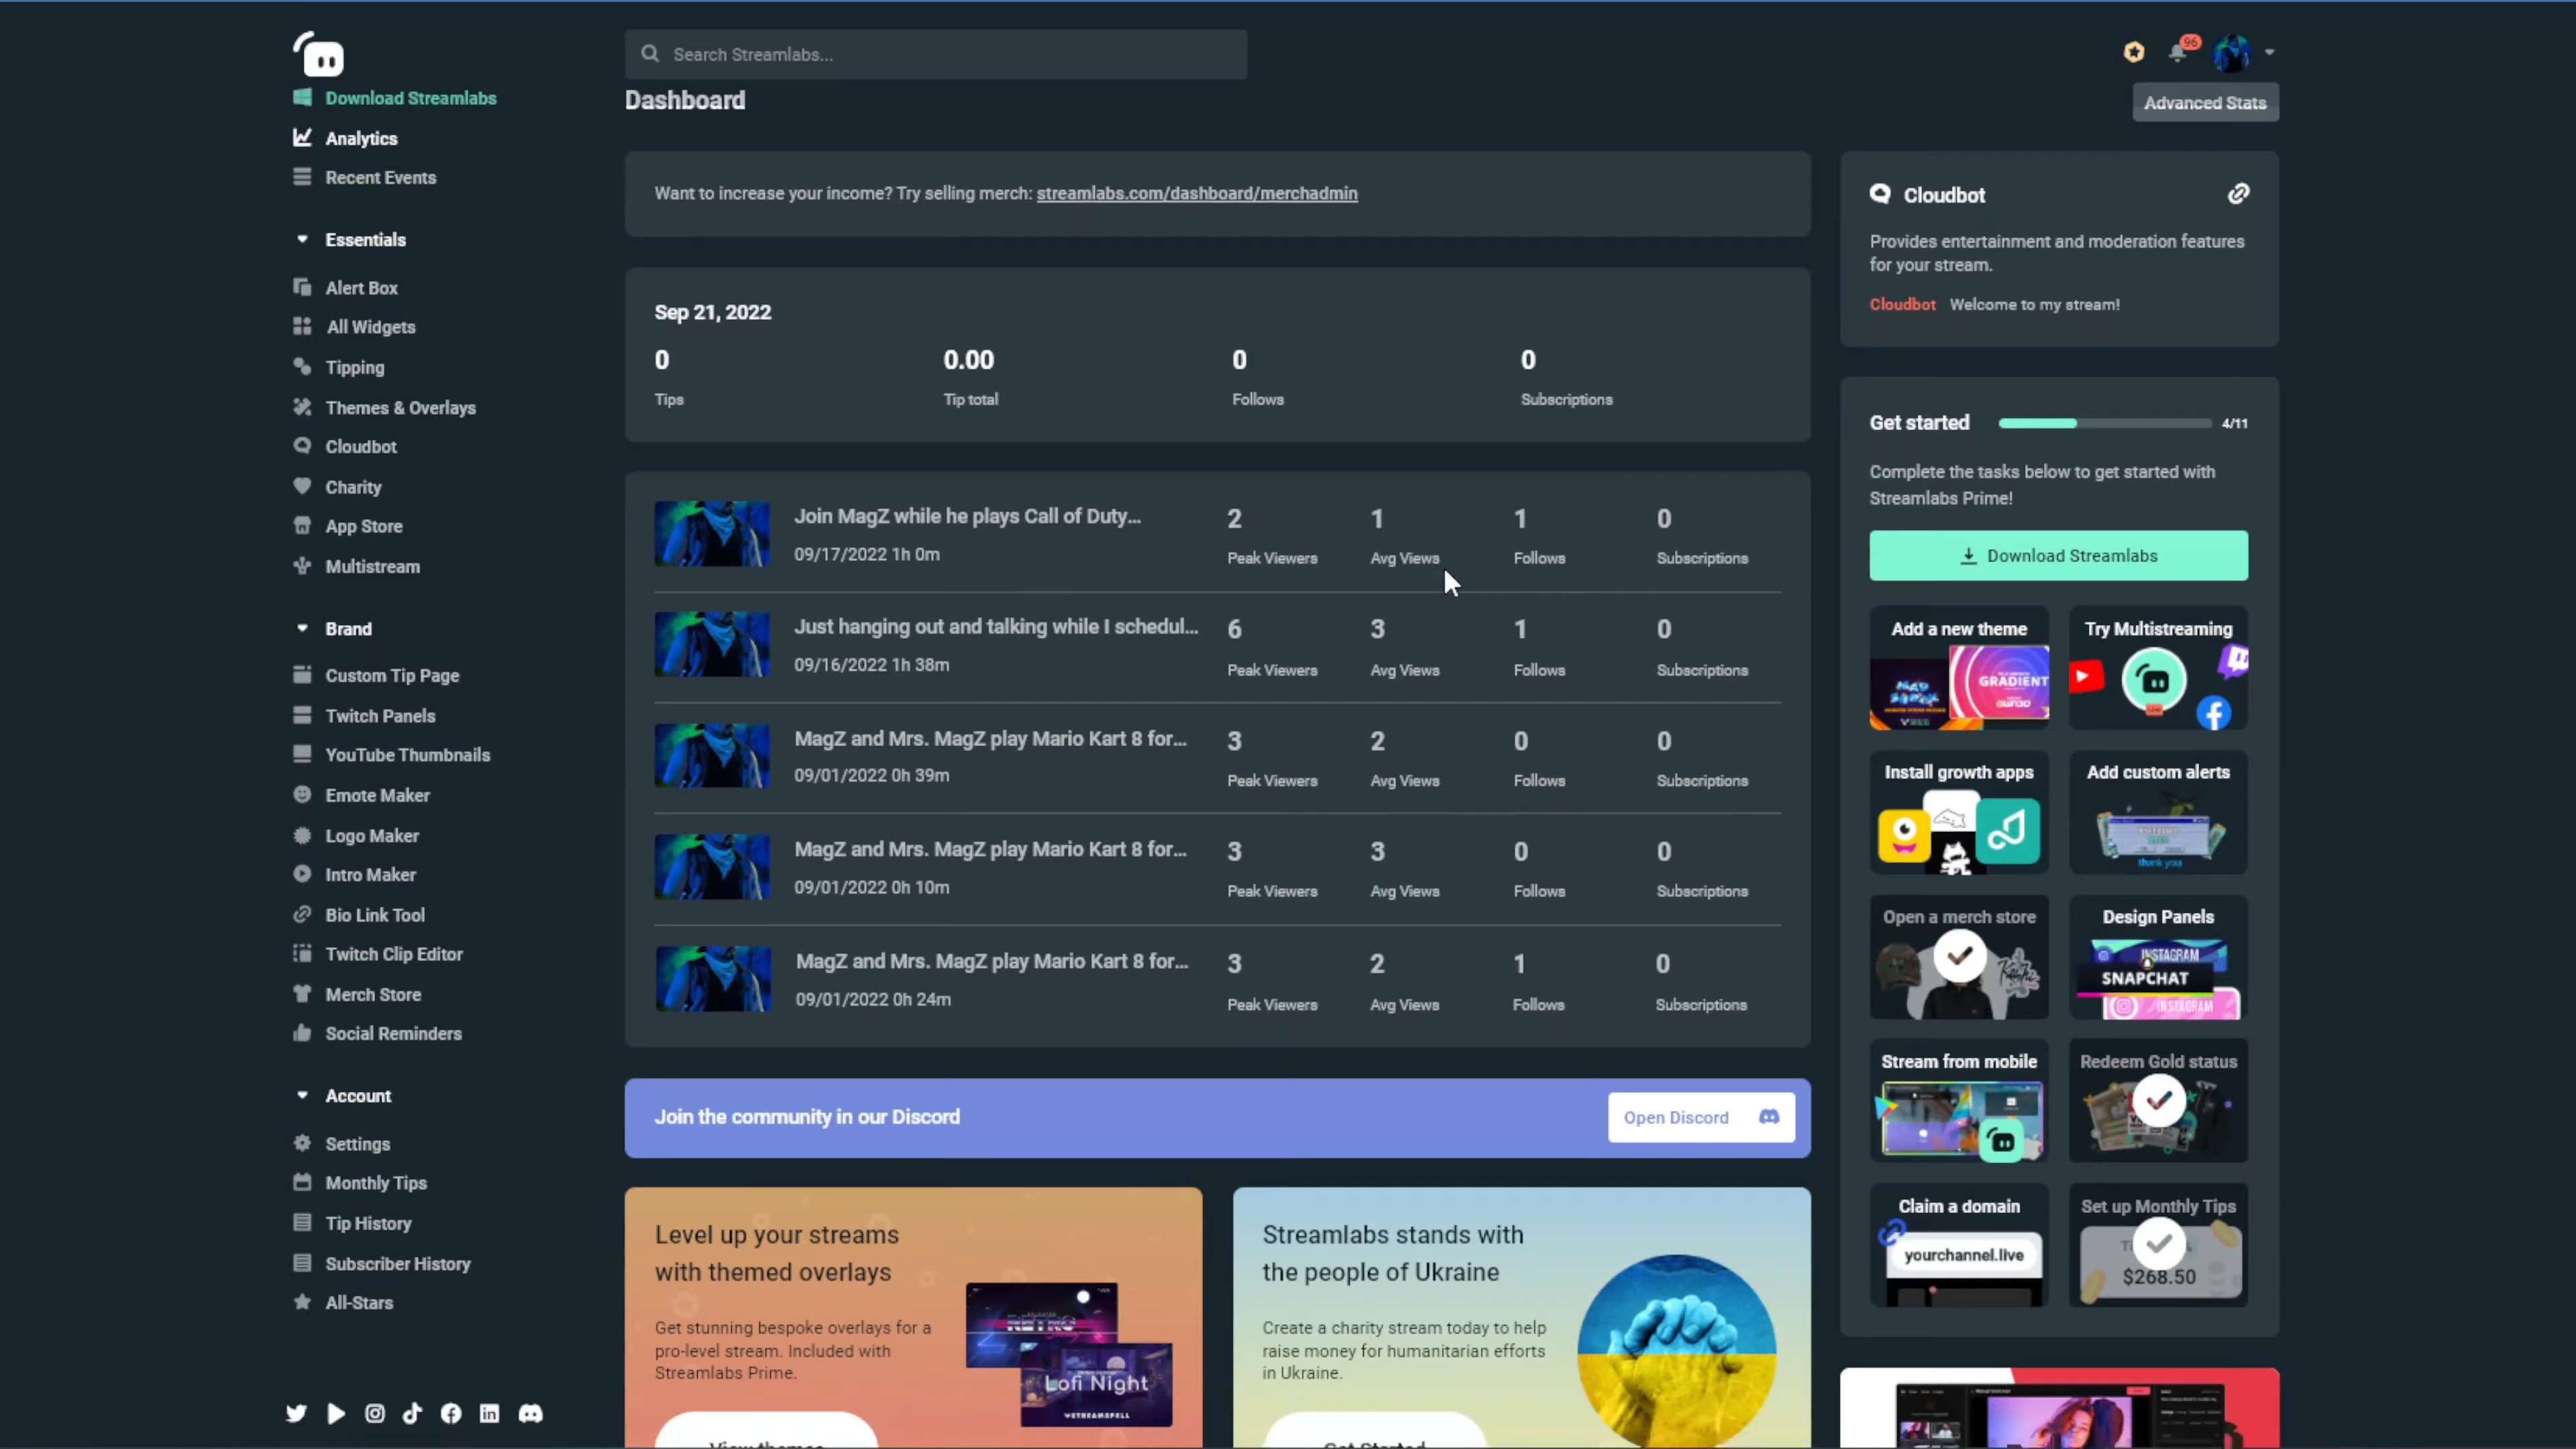 Search Streamlabs...
96
Download Streamlabs
Analytics
Recent Events
Essentials
Alert Box
All Widgets
Tipping
Themes & Overlays
Cloudbot
Charity
App Store
Multistream
Brand
Custom Tip Page
Twitch Panels
YouTube Thumbnails
Emote Maker
Logo Maker
Intro Maker
Bio Link Tool
Twitch Clip Editor
Merch Store
Social Reminders
Account
Settings
Monthly Tips
Tip History
Subscriber History
All-Stars
Dashboard
Advanced Stats
Want to increase your income? Try selling merch: streamlabs.com/dashboard/merchadmin
Sep 21, 2022
0 0.00 0 0
Tips Tip total Follows Subscriptions
Join MagZ while he plays Call of Duty... 2 1 1 0
09/17/2022 1h 0m Peak Viewers Avg Views Follows Subscriptions
Just hanging out and talking while I schedul... 6 3 1 0
09/16/2022 1h 38m Peak Viewers Avg Views Follows Subscriptions
MagZ and Mrs. MagZ play Mario Kart 8 for... 3 2 0 0
09/01/2022 0h 39m Peak Viewers Avg Views Follows Subscriptions
MagZ and Mrs. MagZ play Mario Kart 8 for... 3 3 0 0
09/01/2022 0h 10m Peak Viewers Avg Views Follows Subscriptions
MagZ and Mrs. MagZ play Mario Kart 8 for... 3 2 1 0
09/01/2022 0h 24m Peak Viewers Avg Views Follows Subscriptions
Join the community in our Discord
Open Discord
Level up your streams
with themed overlays
Get stunning bespoke overlays for a
pro-level stream. Included with
Streamlabs Prime.
RETRO
Lofi Night
Streamlabs stands with
the people of Ukraine
Create a charity stream today to help
raise money for humanitarian efforts
in Ukraine.
Cloudbot
Provides entertainment and moderation features
for your stream.
Cloudbot Welcome to my stream!
Get started 4/11
Complete the tasks below to get started with
Streamlabs Prime!
Download Streamlabs
Add a new theme
GRADIENT
Try Multistreaming
Install growth apps
Add custom alerts
thank you
Open a merch store
Design Panels
INSTAGRAM
SNAPCHAT
INSTAGRAM
Stream from mobile
Redeem Gold status
Claim a domain
yourchannel.live
Set up Monthly Tips
$268.50